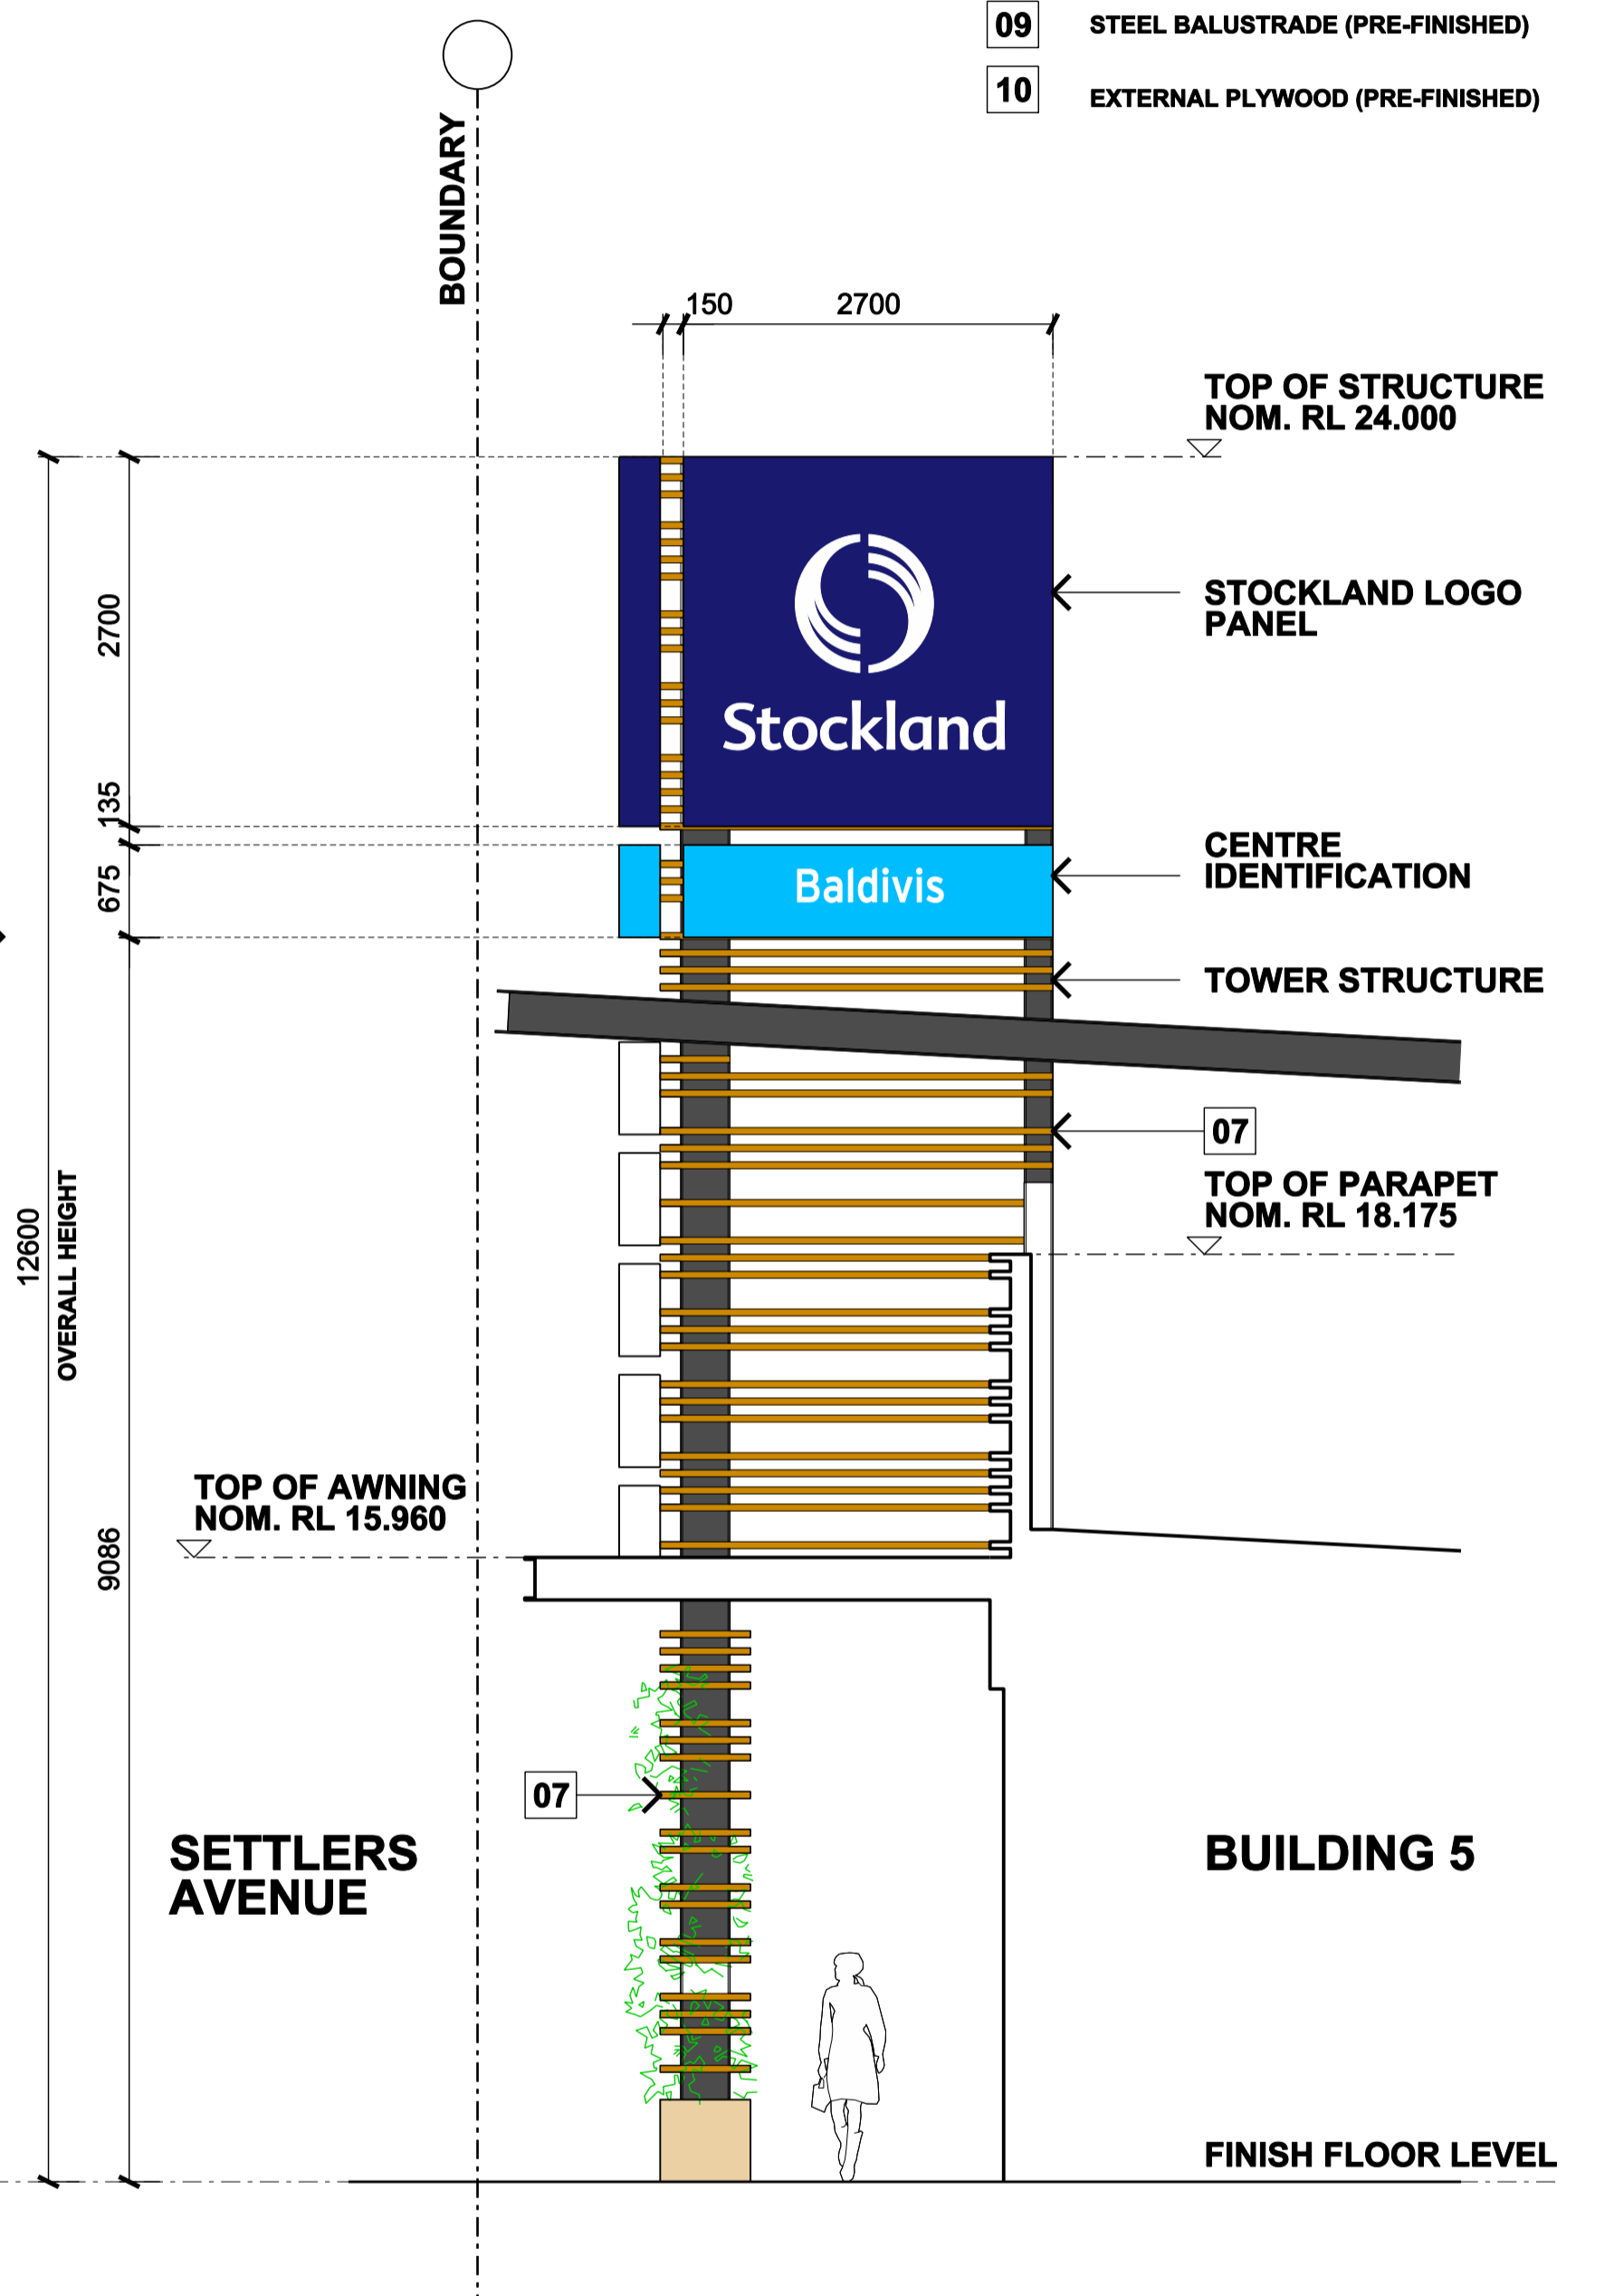 09 STEEL BALUSTRADE (PRE-FINISHED)
10 EXTERNAL PLYWOOD (PRE-FINISHED)
BOUNDARY
150 2700
TOP OF STRUCTURE
NOM. RL 24.000
2700
STOCKLAND LOGO
PANEL
Stockland
135
CENTRE
IDENTIFICATION
675
Baldivis
TOWER STRUCTURE
07
TOP OF PARAPET
NOM. RL 18.175
12600
OVERALL HEIGHT
TOP OF AWNING
NOM. RL 15.960
9086
07
SETTLERS
AVENUE
BUILDING 5
FINISH FLOOR LEVEL